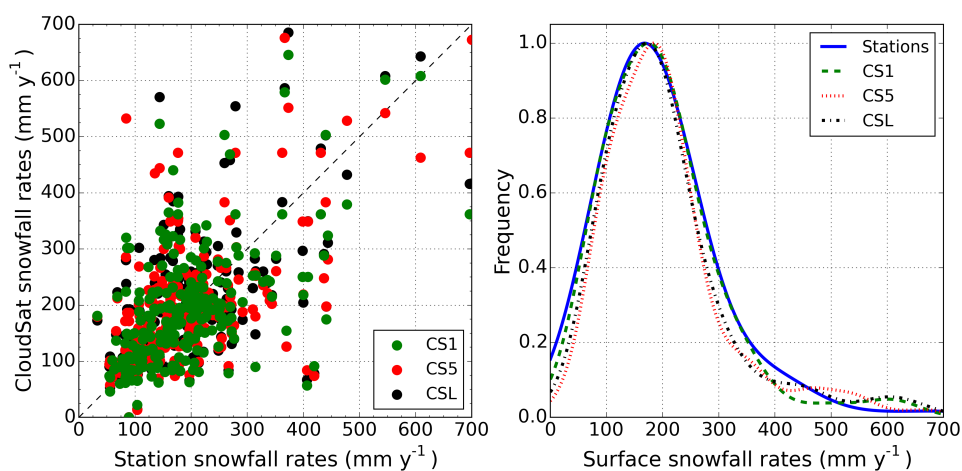 CloudSat snowfall rates (mm y⁻¹)
700
600
500
400
300
200
100
0
0 100 200 300 400 500 600 700
Station snowfall rates (mm y⁻¹)
CS1
CS5
CSL
Frequency
1.0
0.8
0.6
0.4
0.2
0.0
0 100 200 300 400 500 600 700
Surface snowfall rates (mm y⁻¹)
Stations
CS1
CS5
CSL